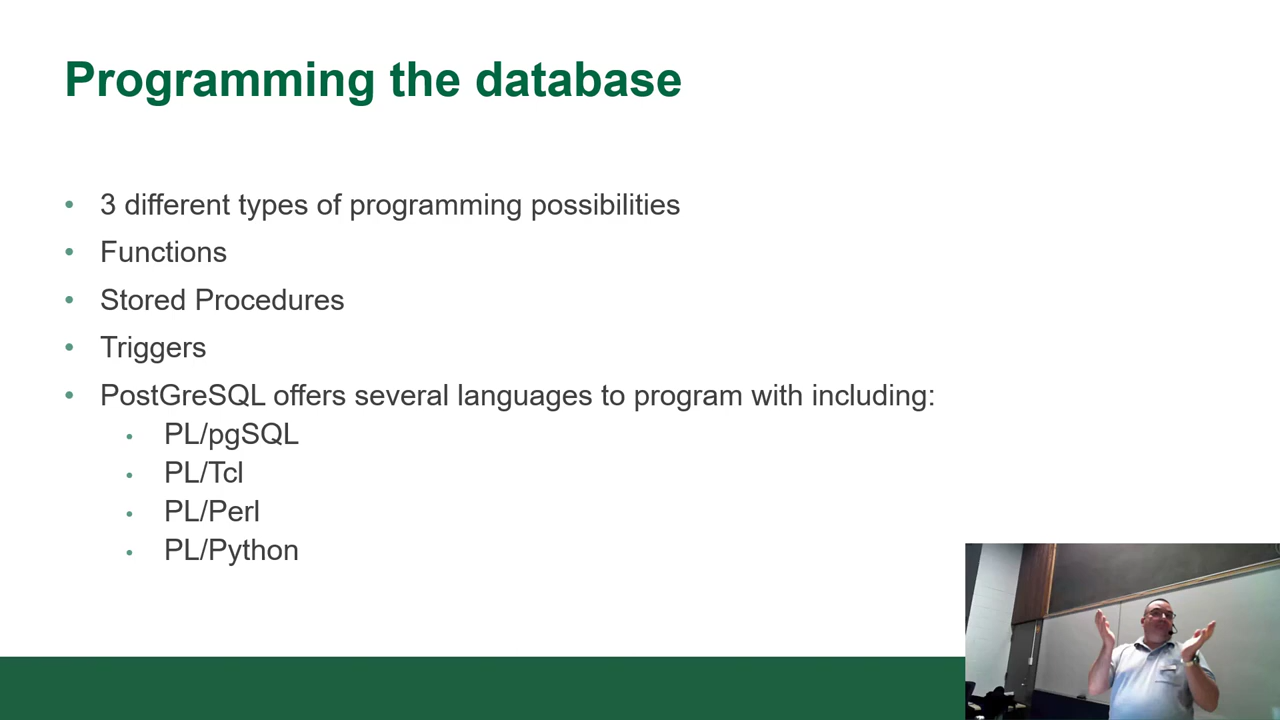 Programming the database
• 3 different types of programming possibilities
• Functions
• Stored Procedures
• Triggers
• PostGreSQL offers several languages to program with including:
• PL/pgSQL
• PL/Tcl
• PL/Perl
• PL/Python